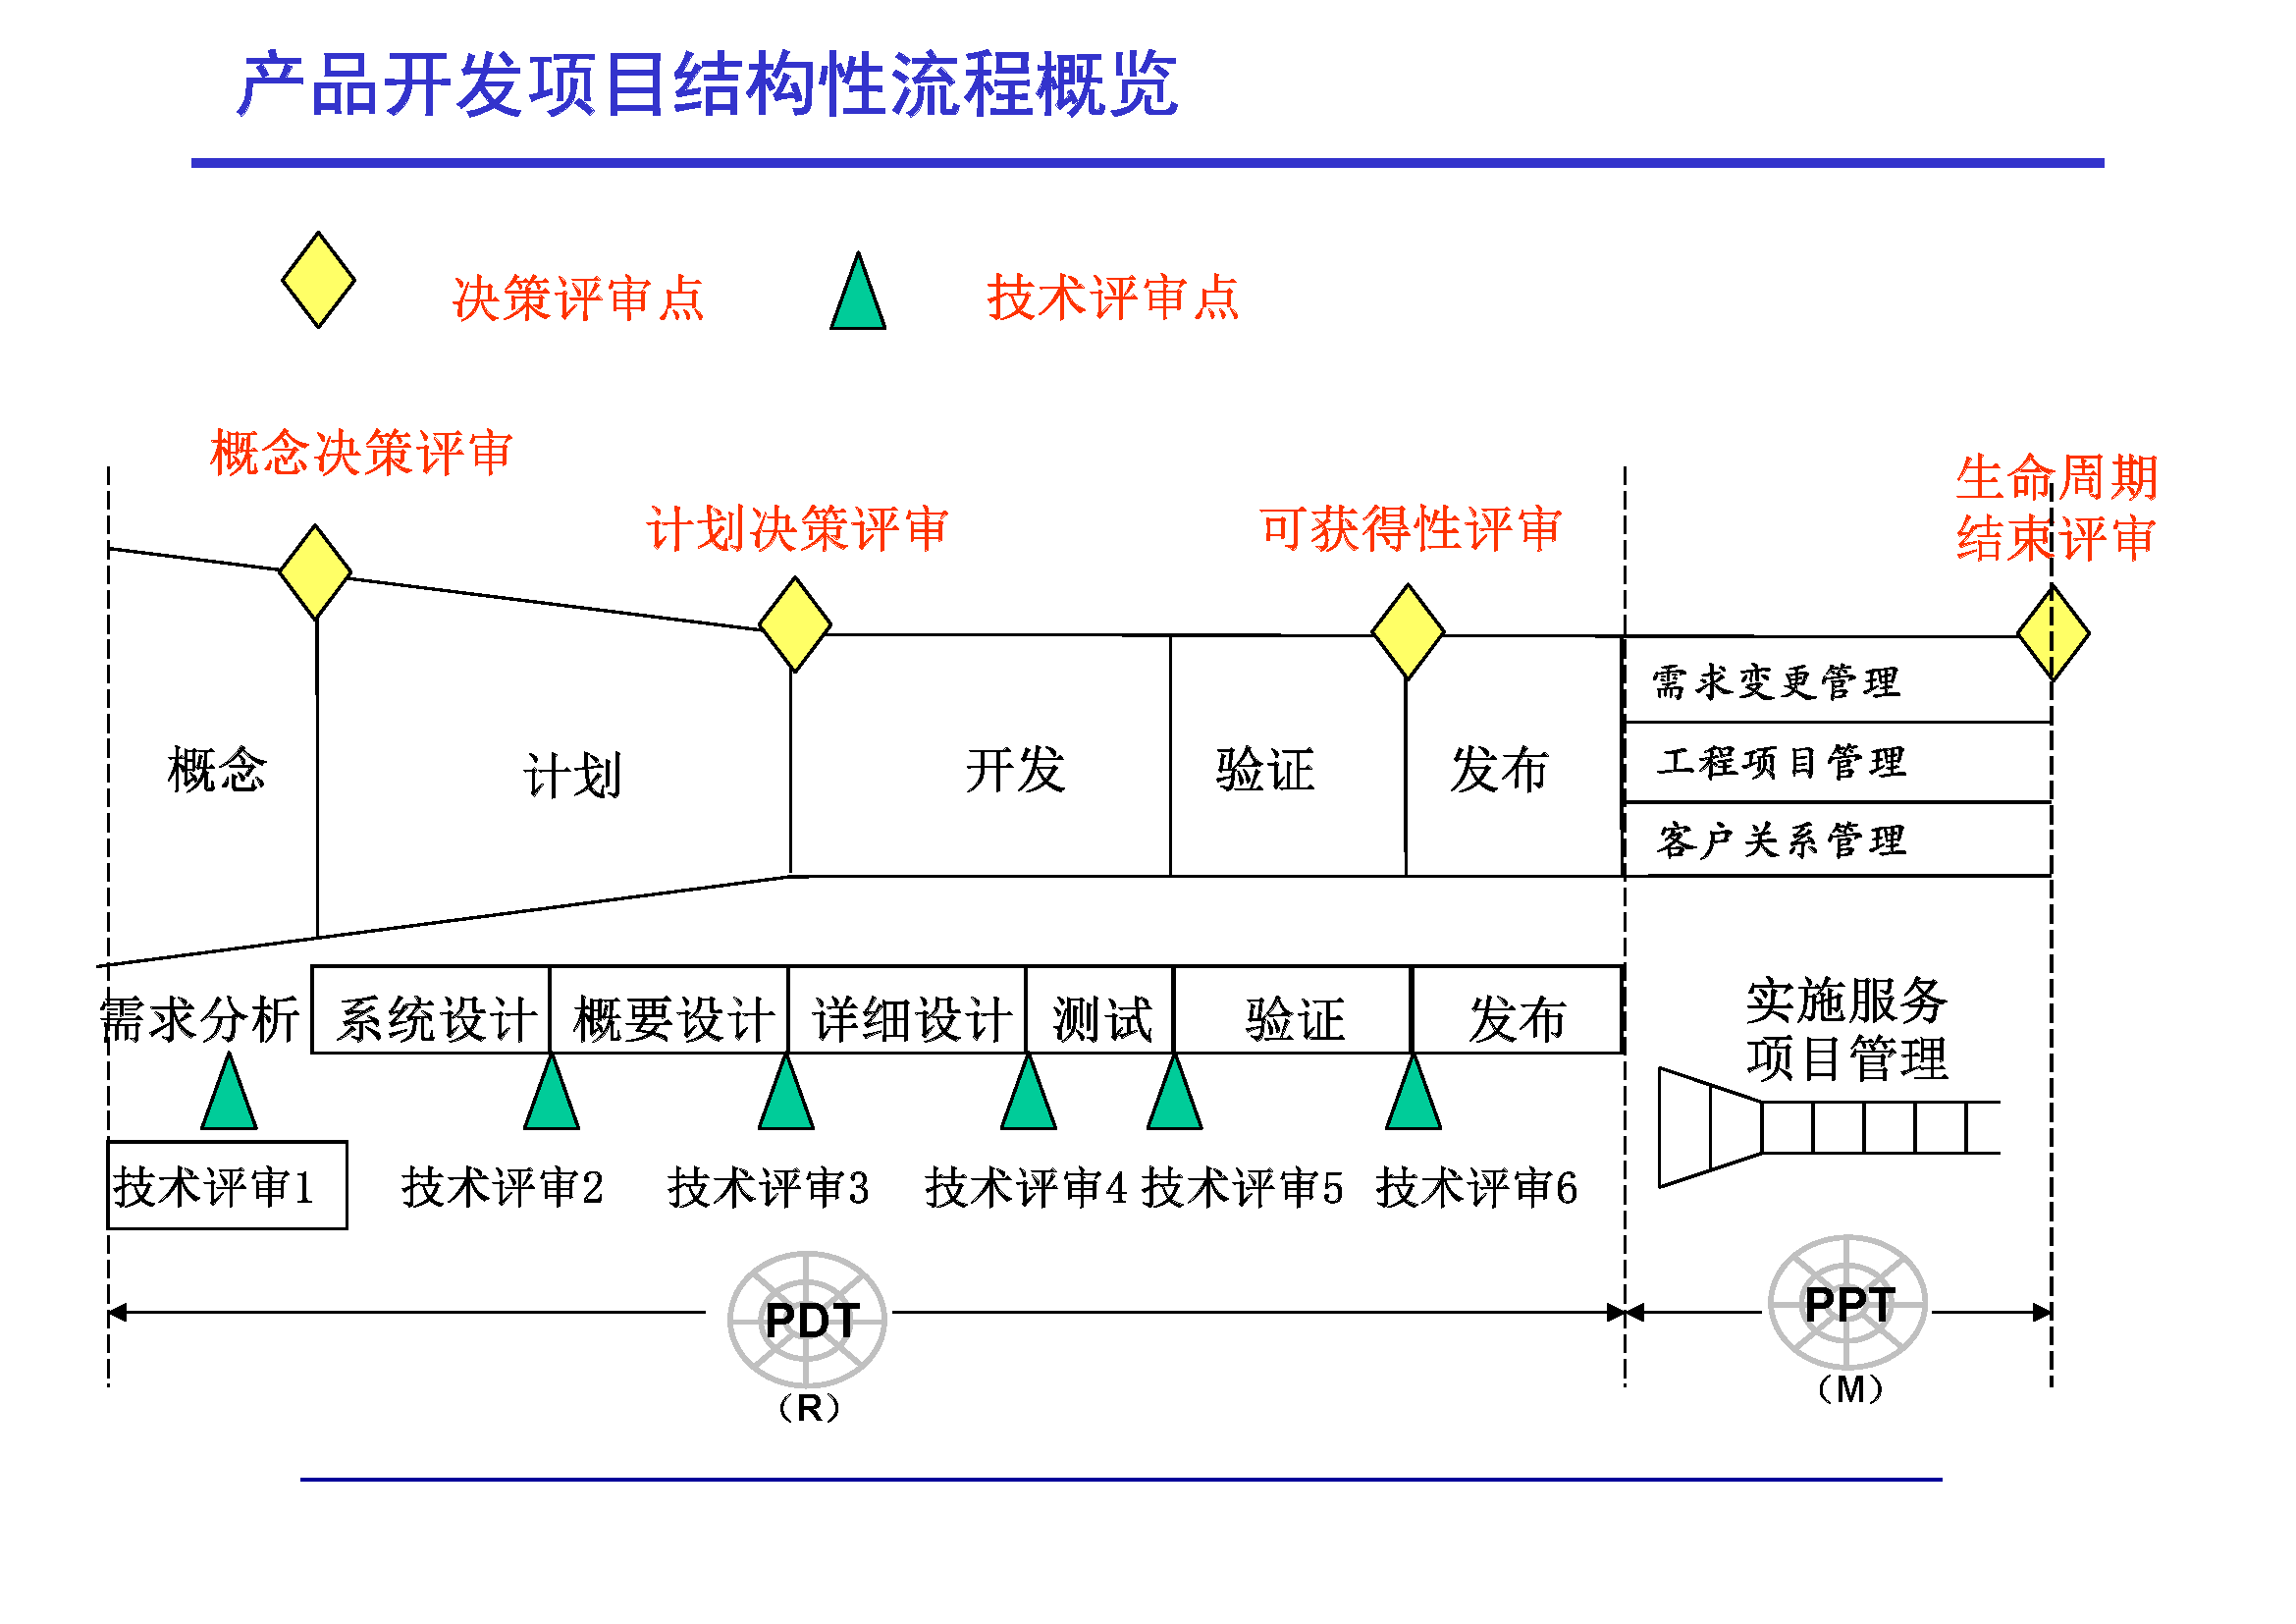 产品开发项目结构性流程概览
决策评审点
技术评审点
概念决策评审
计划决策评审
可获得性评审
生命周期
结束评审
概念
计划
开发
验证
发布
需求变更管理
工程项目管理
客户关系管理
需求分析
系统设计
概要设计
详细设计
测试
验证
发布
实施服务
项目管理
技术评审1
技术评审2
技术评审3
技术评审4
技术评审5
技术评审6
PDT
(R)
PPT
(M)